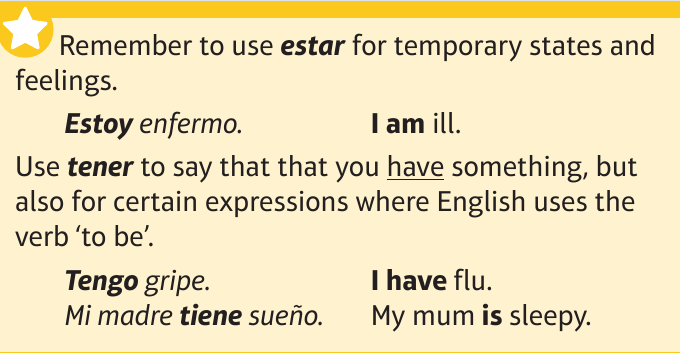 Remember to use estar for temporary states and
feelings.
Estoy enfermo. I am ill.
Use tener to say that that you have something, but
also for certain expressions where English uses the
verb ‘to be’.
Tengo gripe. I have flu.
Mi madre tiene sueño. My mum is sleepy.